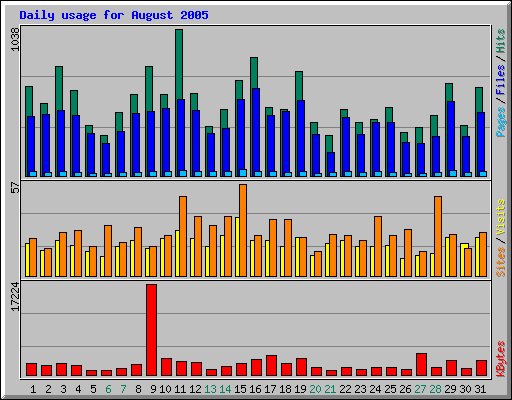 Daily usage for August 2005
1038
Pages / Files / Hits
57
Sites / Visits
17224
KBytes
1 2 3 4 5 6 7 8 9 10 11 12 13 14 15 16 17 18 19 20 21 22 23 24 25 26 27 28 29 30 31